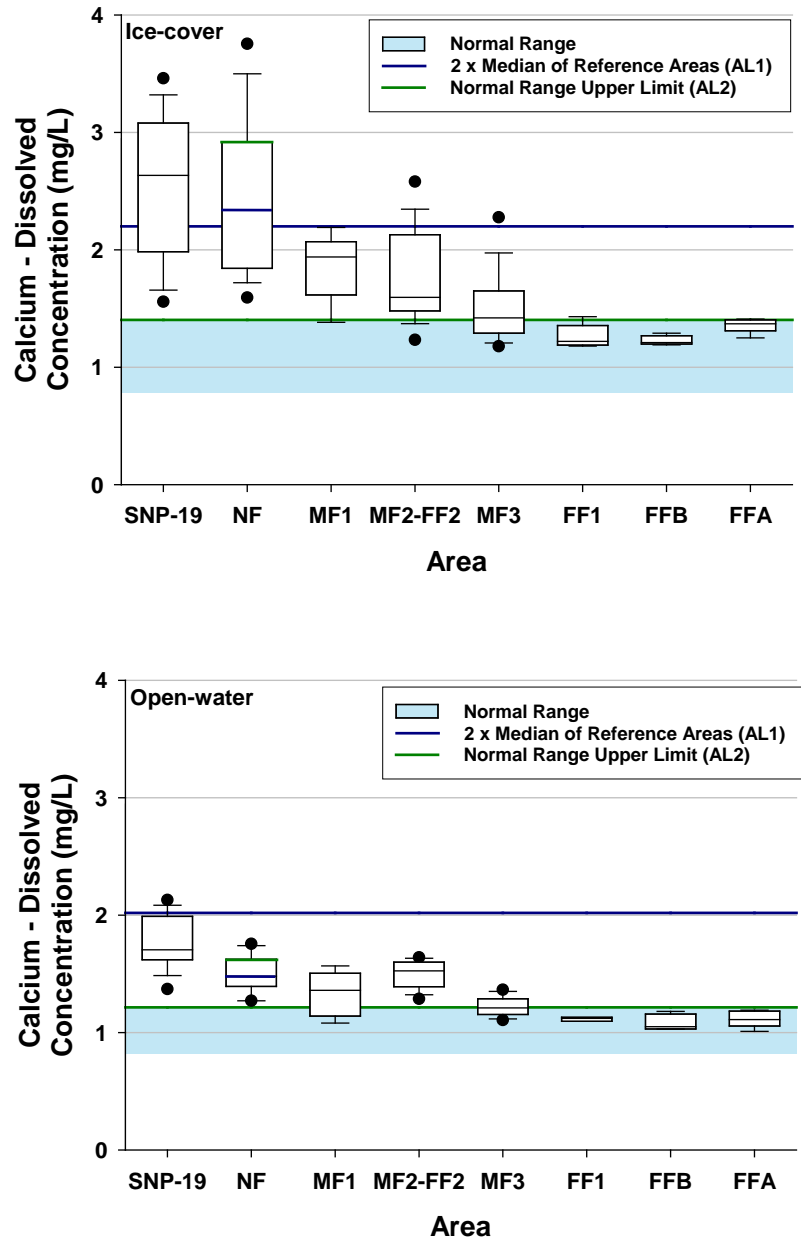 Ice-cover
Normal Range
2 x Median of Reference Areas (AL1)
Normal Range Upper Limit (AL2)
Calcium - Dissolved
Concentration (mg/L)
4
3
2
1
0
SNP-19 NF MF1 MF2-FF2 MF3 FF1 FFB FFA
Area
Open-water
Normal Range
2 x Median of Reference Areas (AL1)
Normal Range Upper Limit (AL2)
Calcium - Dissolved
Concentration (mg/L)
4
3
2
1
0
SNP-19 NF MF1 MF2-FF2 MF3 FF1 FFB FFA
Area